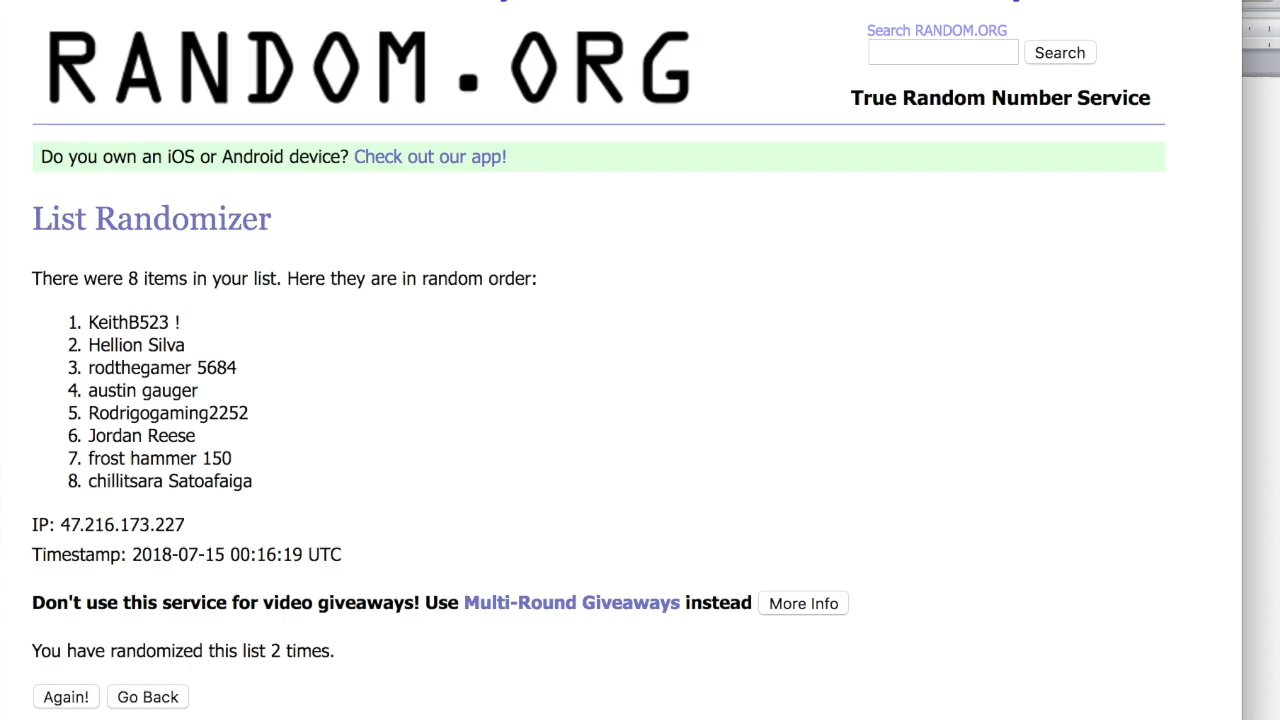 RANDOM.ORG
Search RANDOM.ORG
Search
True Random Number Service
Do you own an iOS or Android device? Check out our app!
List Randomizer
There were 8 items in your list. Here they are in random order:
1. KeithB523 !
2. Hellion Silva
3. rodthegamer 5684
4. austin gauger
5. Rodrigogaming2252
6. Jordan Reese
7. frost hammer 150
8. chillitsara Satoafaiga
IP: 47.216.173.227
Timestamp: 2018-07-15 00:16:19 UTC
Don't use this service for video giveaways! Use Multi-Round Giveaways instead More Info
You have randomized this list 2 times.
Again! Go Back